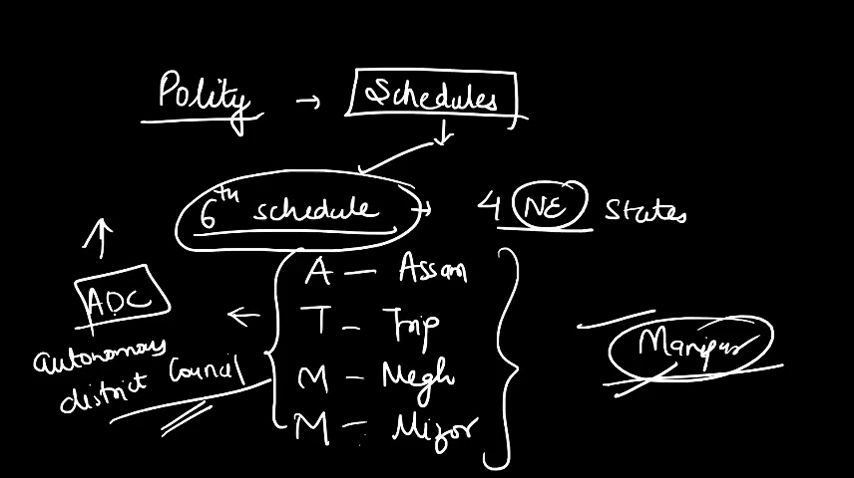 Polity → Schedules
6th schedule → 4 NE States
A – Assam
T – Trip
M – Megh
M – Mizor
ADC
autonomous
district Council
Manipur